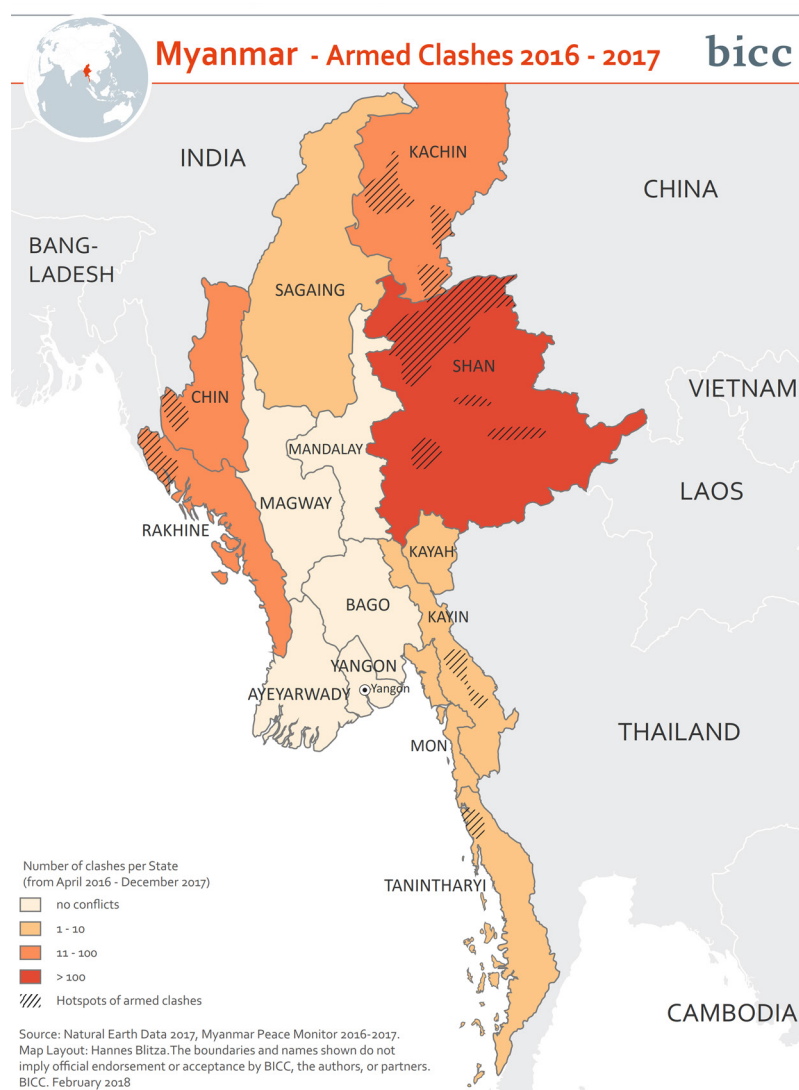 Myanmar - Armed Clashes 2016 - 2017
bicc
KACHIN
INDIA
CHINA
BANG-
LADESH
SAGAING
SHAN
VIETNAM
CHIN
MANDALAY
LAOS
MAGWAY
RAKHINE
KAYAH
BAGO
KAYIN
YANGON
Yangon
AYEYARWADY
THAILAND
MON
Number of clashes per State
(from April 2016 - December 2017)
TANINTHARYI
no conflicts
1 - 10
11 - 100
> 100
Hotspots of armed clashes
CAMBODIA
Source: Natural Earth Data 2017, Myanmar Peace Monitor 2016-2017.
Map Layout: Hannes Blitza.The boundaries and names shown do not
imply official endorsement or acceptance by BICC, the authors, or partners.
BICC. February 2018